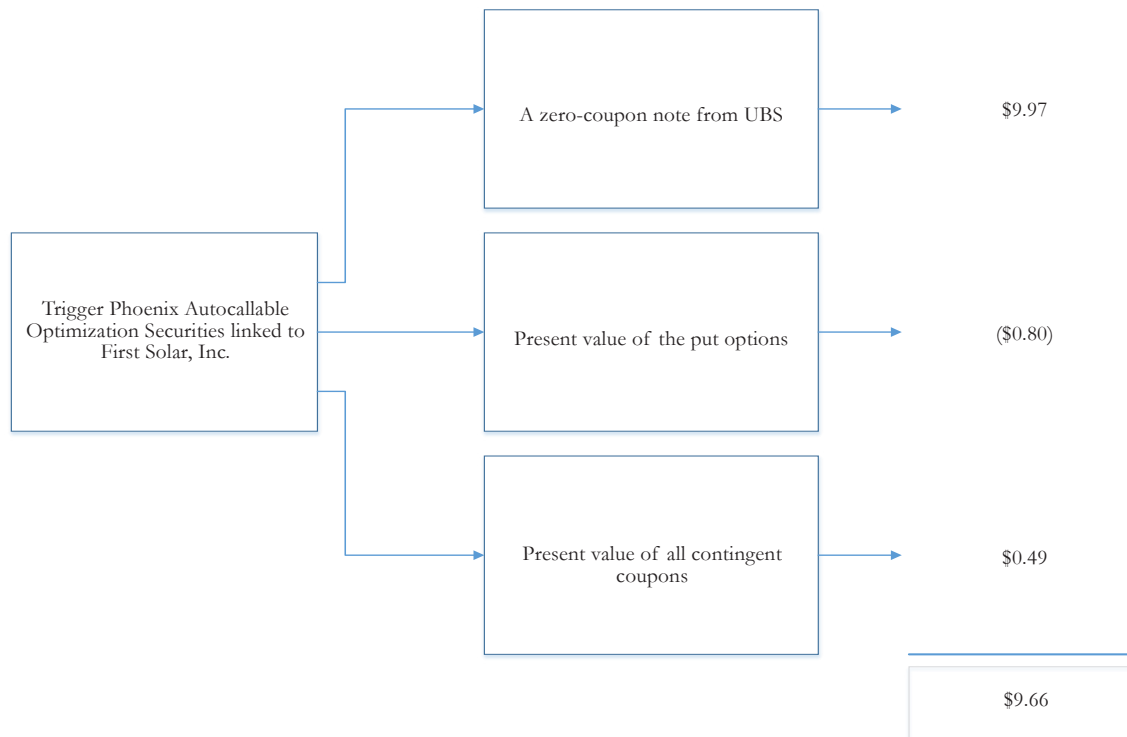 A zero-coupon note from UBS
$9.97
Trigger Phoenix Autocallable
Optimization Securities linked to
First Solar, Inc.
Present value of the put options
($0.80)
Present value of all contingent
coupons
$0.49
$9.66